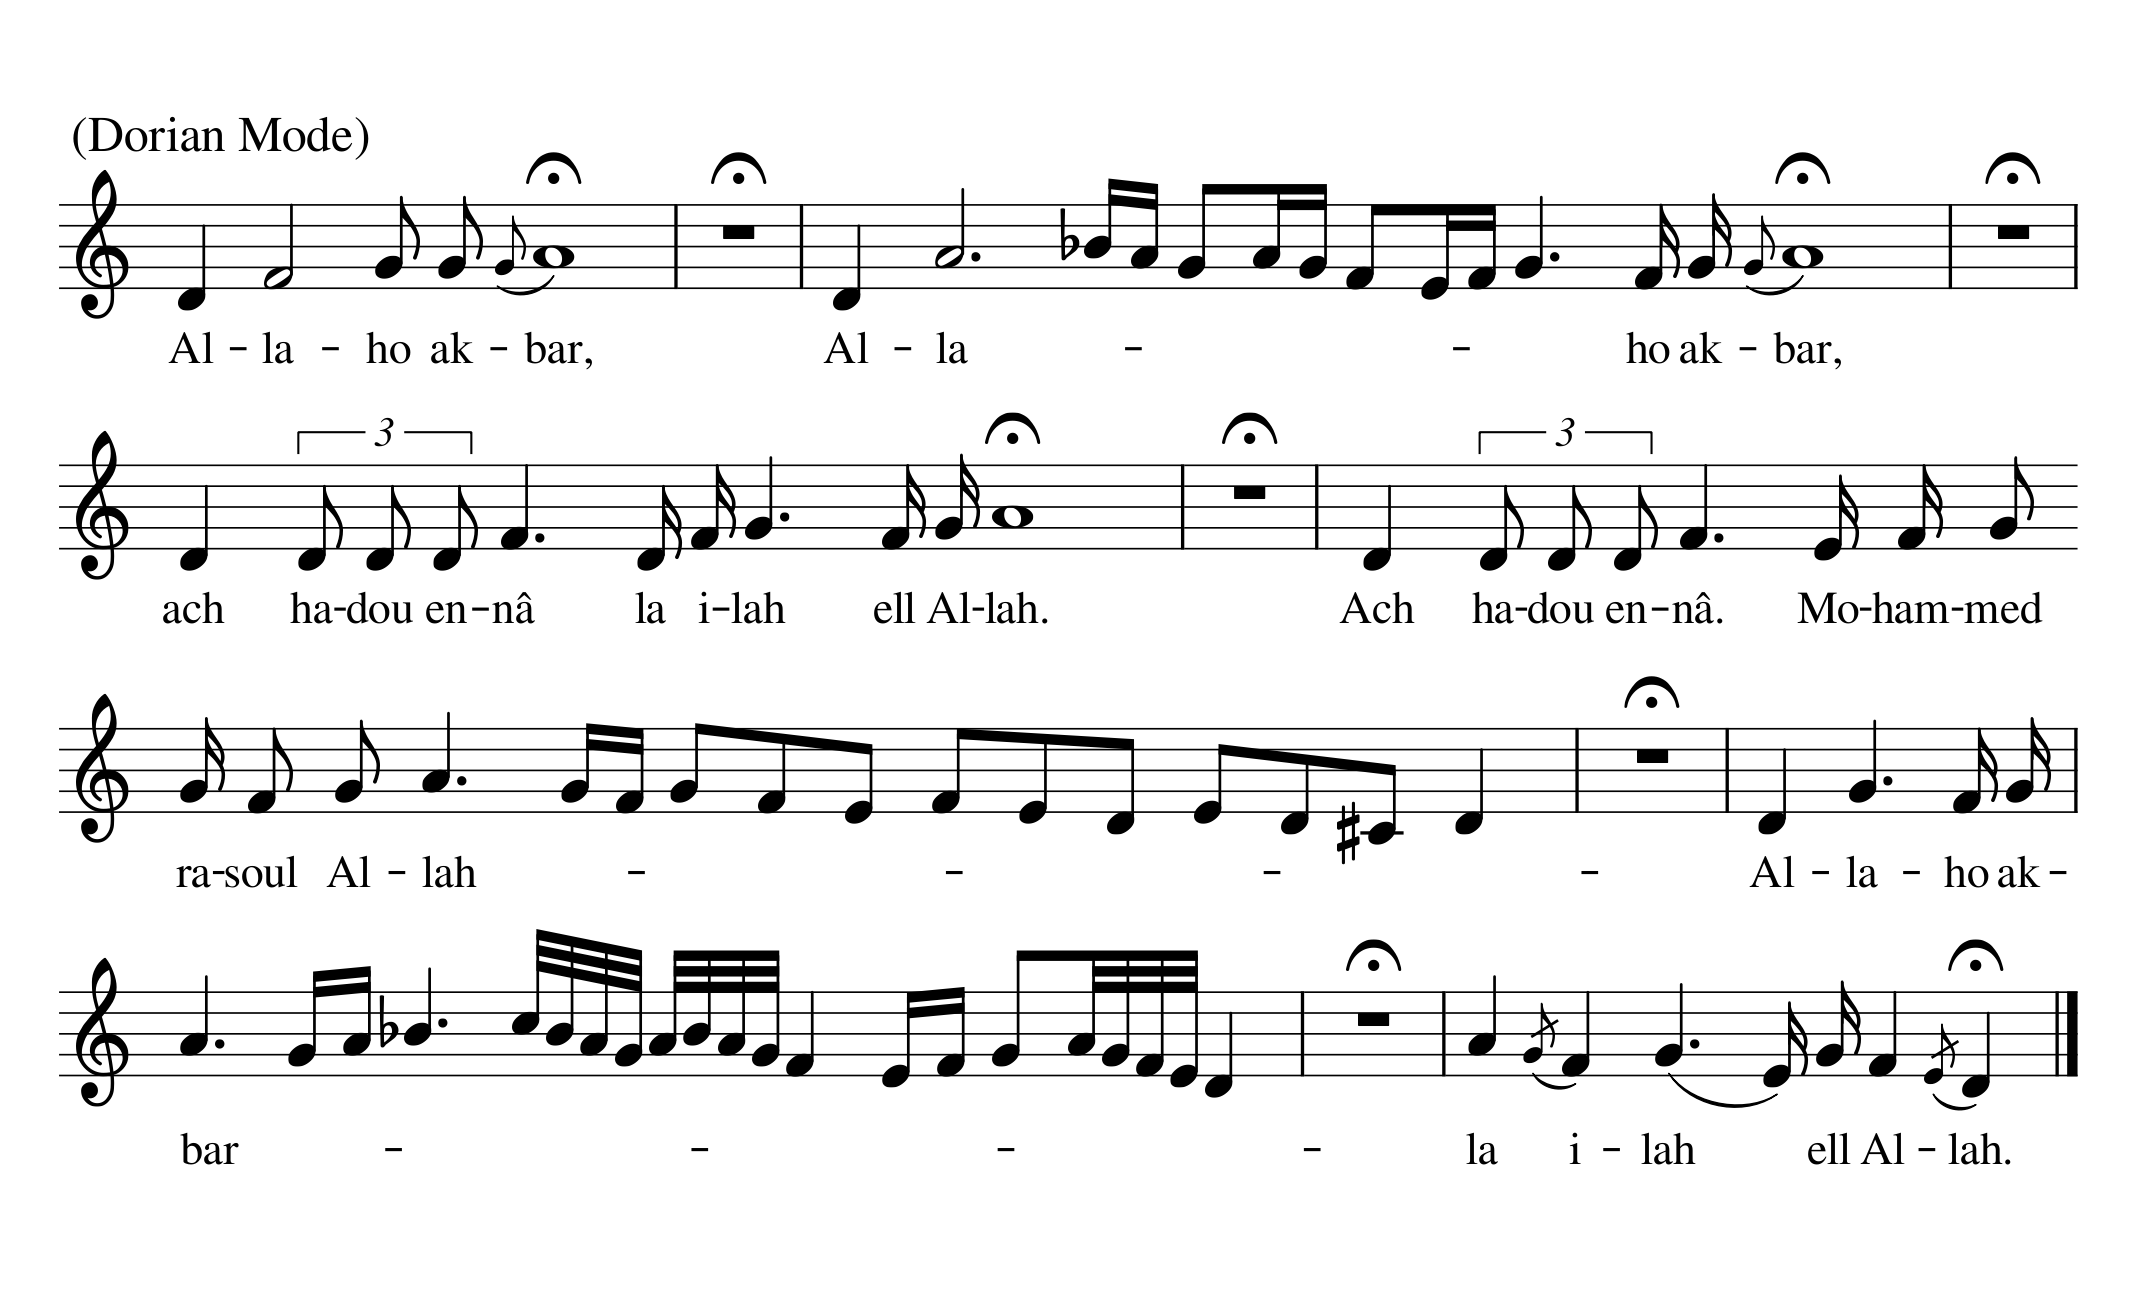 (Dorian Mode)
Al - la - ho ak - bar, Al - la - - ho ak - bar,
3 3
ach ha-dou en-nâ la i-lah ell Al-lah. Ach ha-dou en-nâ. Mo-ham-med
ra-soul Al - lah - - - - Al - la - ho ak -
bar - - - - la i - lah ell Al - lah.